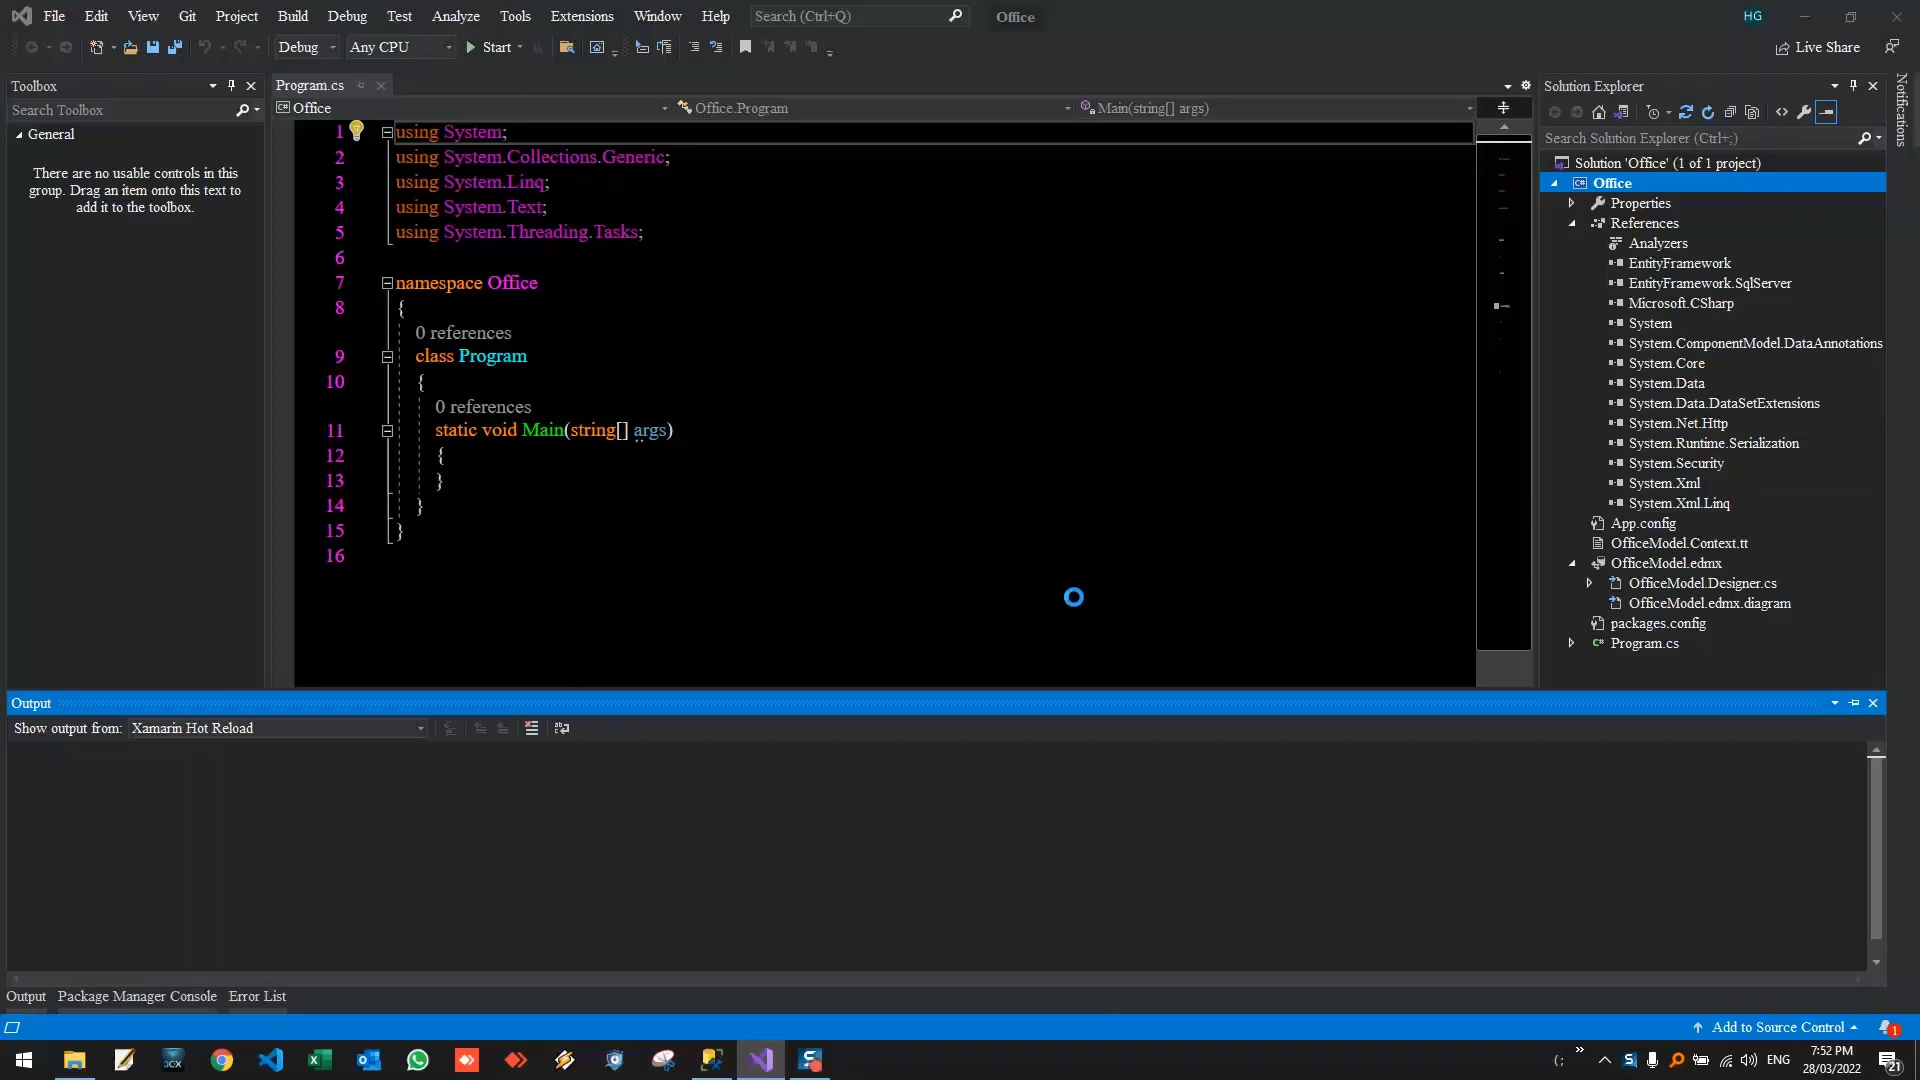 File Edit View Git Project Build Debug Test Analyze Tools Extensions Window Help Search (Ctrl+Q) Office HG
Debug Any CPU Start Live Share
Toolbox
Search Toolbox
General
There are no usable controls in this
group. Drag an item onto this text to
add it to the toolbox.
Program.cs
Office Office.Program Main(string[] args)
1 using System;
2 using System.Collections.Generic;
3 using System.Linq;
4 using System.Text;
5 using System.Threading.Tasks;
6
7 namespace Office
8 {
0 references
9 class Program
10 {
0 references
11 static void Main(string[] args)
12 {
13 }
14 }
15 }
16
Solution Explorer
Search Solution Explorer (Ctrl+;)
Solution 'Office' (1 of 1 project)
Office
Properties
References
Analyzers
EntityFramework
EntityFramework.SqlServer
Microsoft.CSharp
System
System.ComponentModel.DataAnnotations
System.Core
System.Data
System.Data.DataSetExtensions
System.Net.Http
System.Runtime.Serialization
System.Security
System.Xml
System.Xml.Linq
App.config
OfficeModel.Context.tt
OfficeModel.edmx
OfficeModel.Designer.cs
OfficeModel.edmx.diagram
packages.config
Program.cs
Notifications
Output
Show output from: Xamarin Hot Reload
Output Package Manager Console Error List
Add to Source Control 1
3CX ENG 7:52 PM
28/03/2022 21